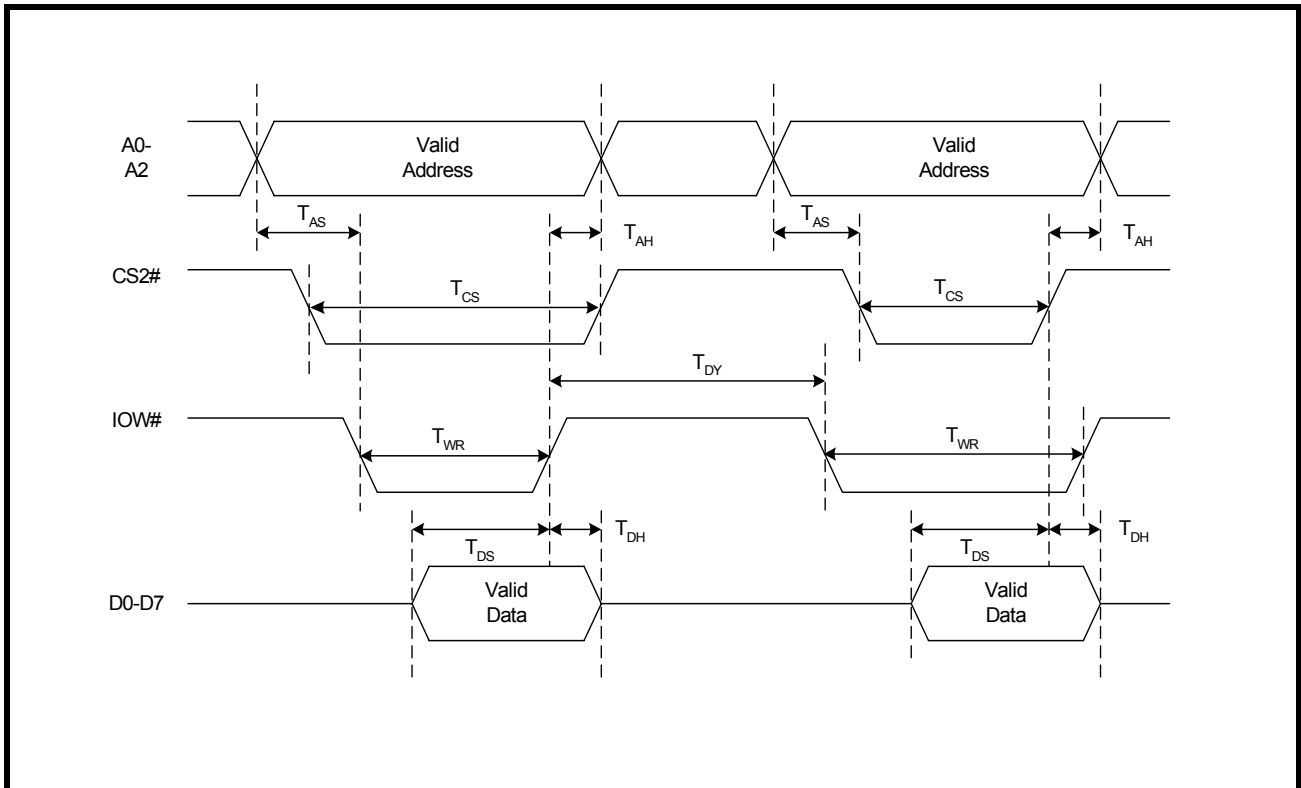 A0-
A2
Valid
Address
Valid
Address
TAS
TAH
TAS
TAH
CS2#
TCS
TCS
TDY
IOW#
TWR
TWR
TDS
TDH
TDS
TDH
D0-D7
Valid
Data
Valid
Data